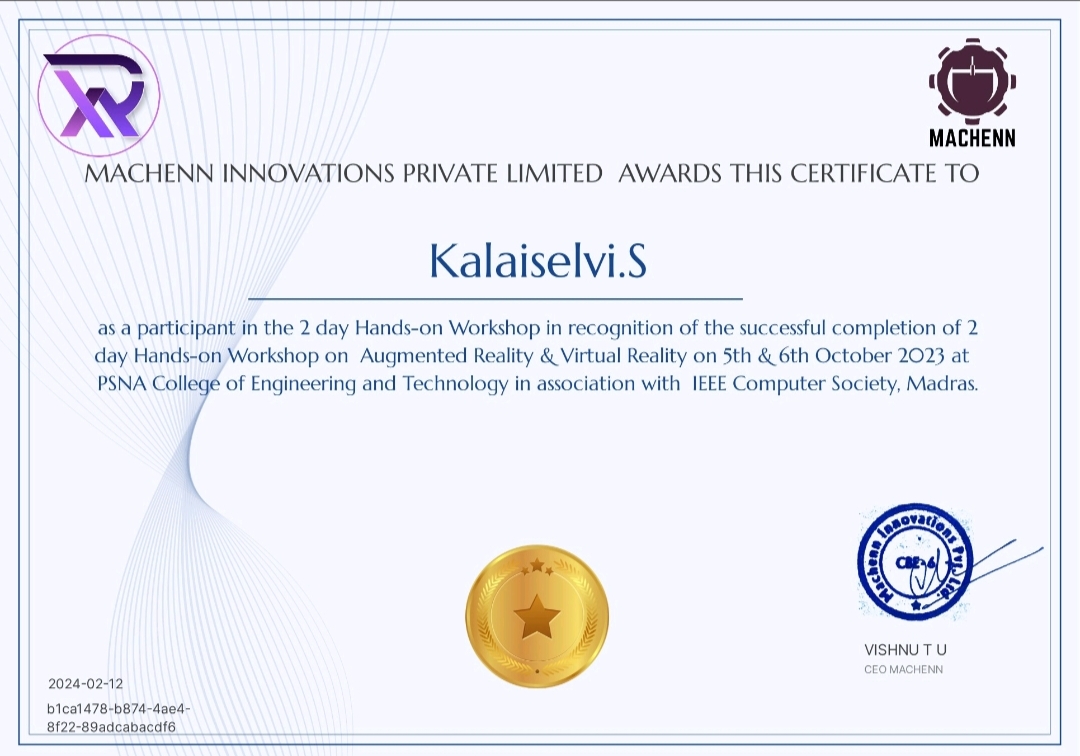 XR
MACHENN
MACHENN INNOVATIONS PRIVATE LIMITED AWARDS THIS CERTIFICATE TO
Kalaiselvi.S
as a participant in the 2 day Hands-on Workshop in recognition of the successful completion of 2
day Hands-on Workshop on Augmented Reality & Virtual Reality on 5th & 6th October 2023 at
PSNA College of Engineering and Technology in association with IEEE Computer Society, Madras.
Machenn Innovations Pvt. Ltd.
CBE-6
VISHNU T U
CEO MACHENN
2024-02-12
b1ca1478-b874-4ae4-
8f22-89adcabacdf6